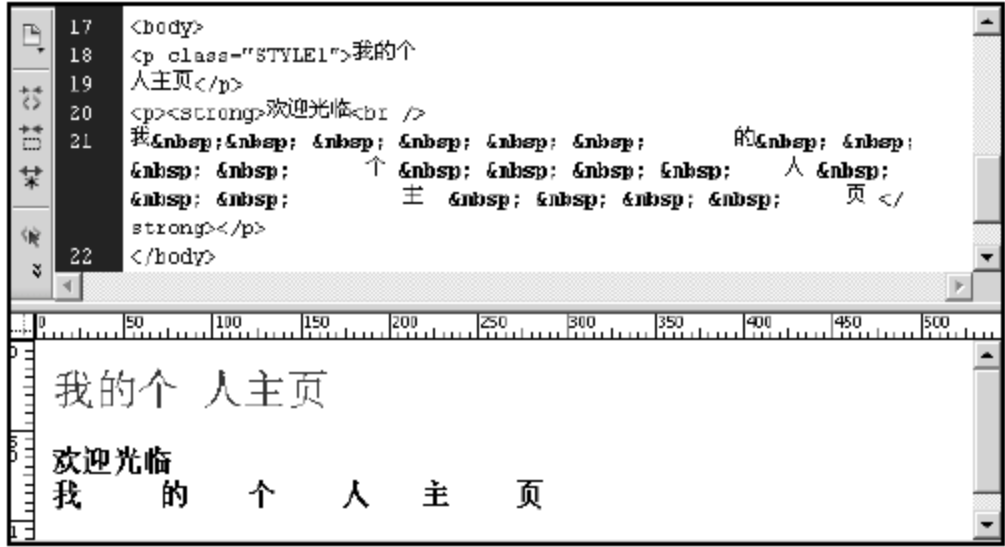 17 <body>
18 <p class="STYLE1">我的个
19 人主页</p>
20 <p><strong>欢迎光临<br />
21 我&nbsp;&nbsp; &nbsp; &nbsp; &nbsp; &nbsp; 的&nbsp; &nbsp;
&nbsp; &nbsp; 个 &nbsp; &nbsp; &nbsp; &nbsp; 人 &nbsp;
&nbsp; &nbsp; 主 &nbsp; &nbsp; &nbsp; &nbsp; 页 </
strong></p>
22 </body>
0 50 100 150 200 250 300 350 400 450 500
我的个 人主页
欢迎光临
我 的 个 人 主 页